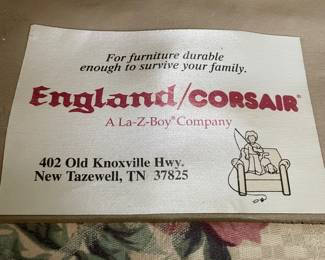 For furniture durable
enough to survive your family.
England/CORSAIR®
A La-Z-Boy® Company
402 Old Knoxville Hwy.
New Tazewell, TN 37825